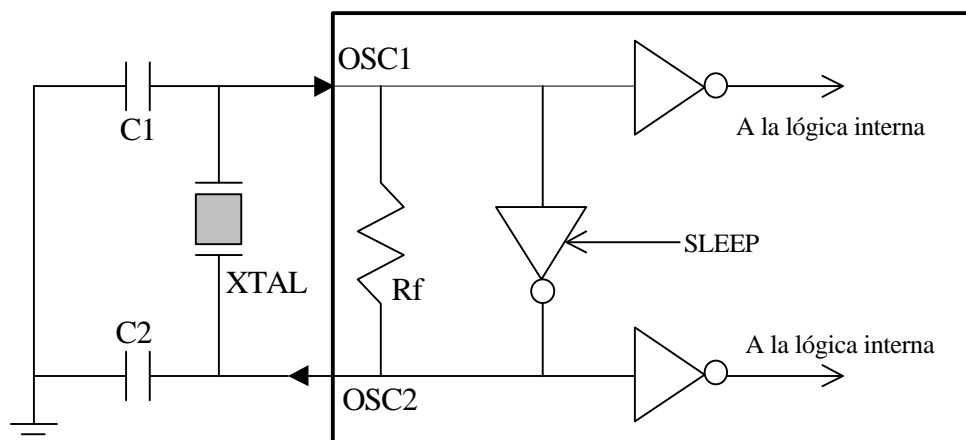 OSC1
C1
A la lógica interna
SLEEP
XTAL
Rf
C2
A la lógica interna
OSC2